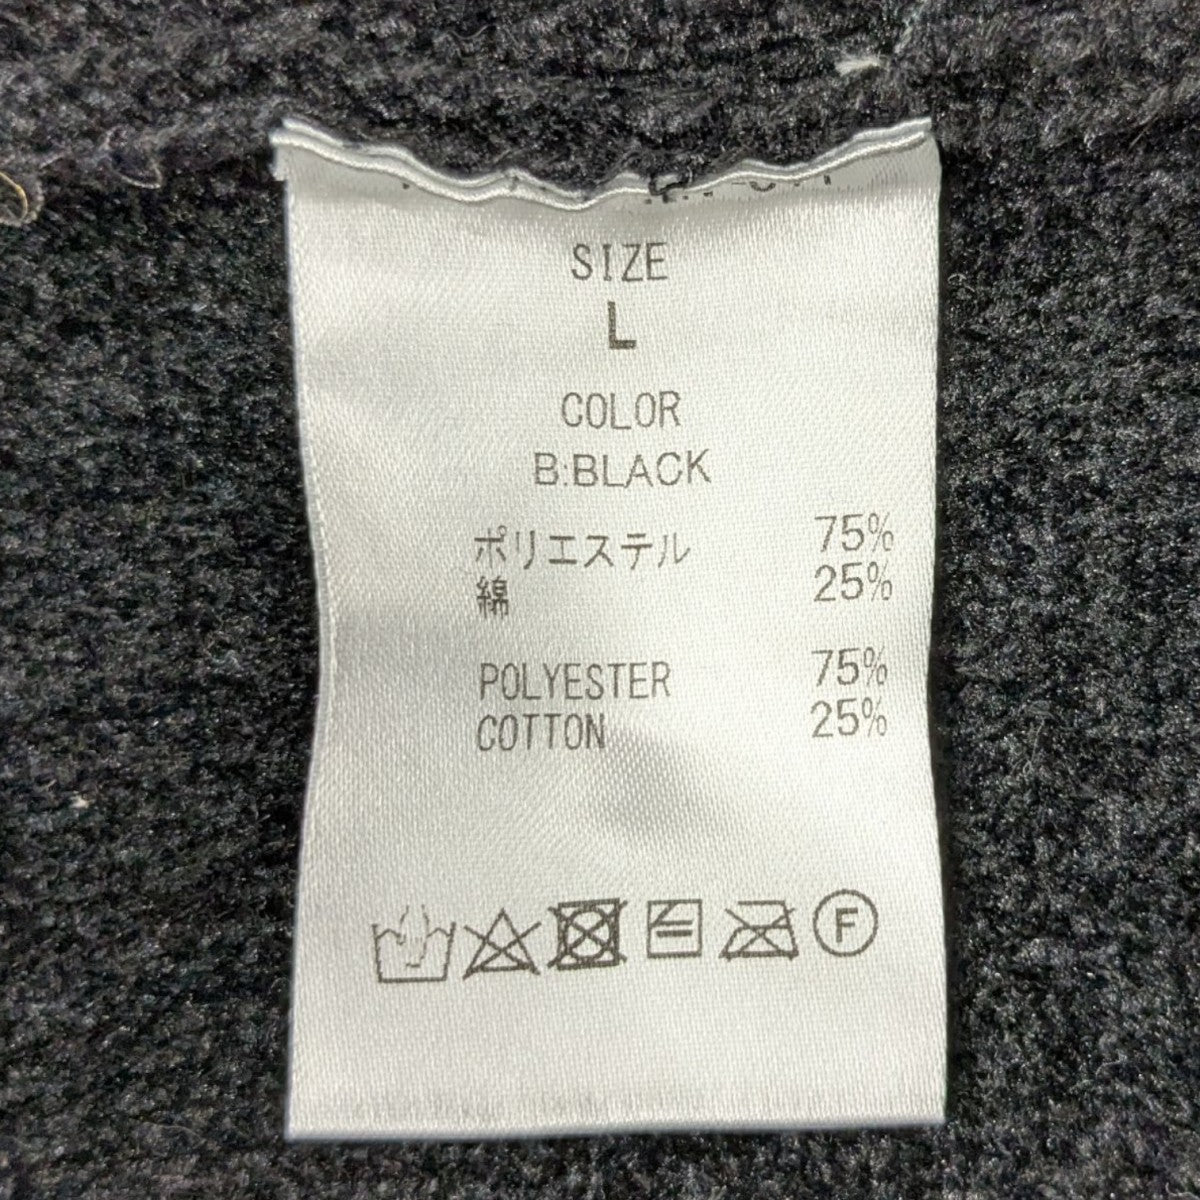 SIZE
L
COLOR
B:BLACK
ポリエステル 75%
綿 25%
POLYESTER 75%
COTTON 25%
F